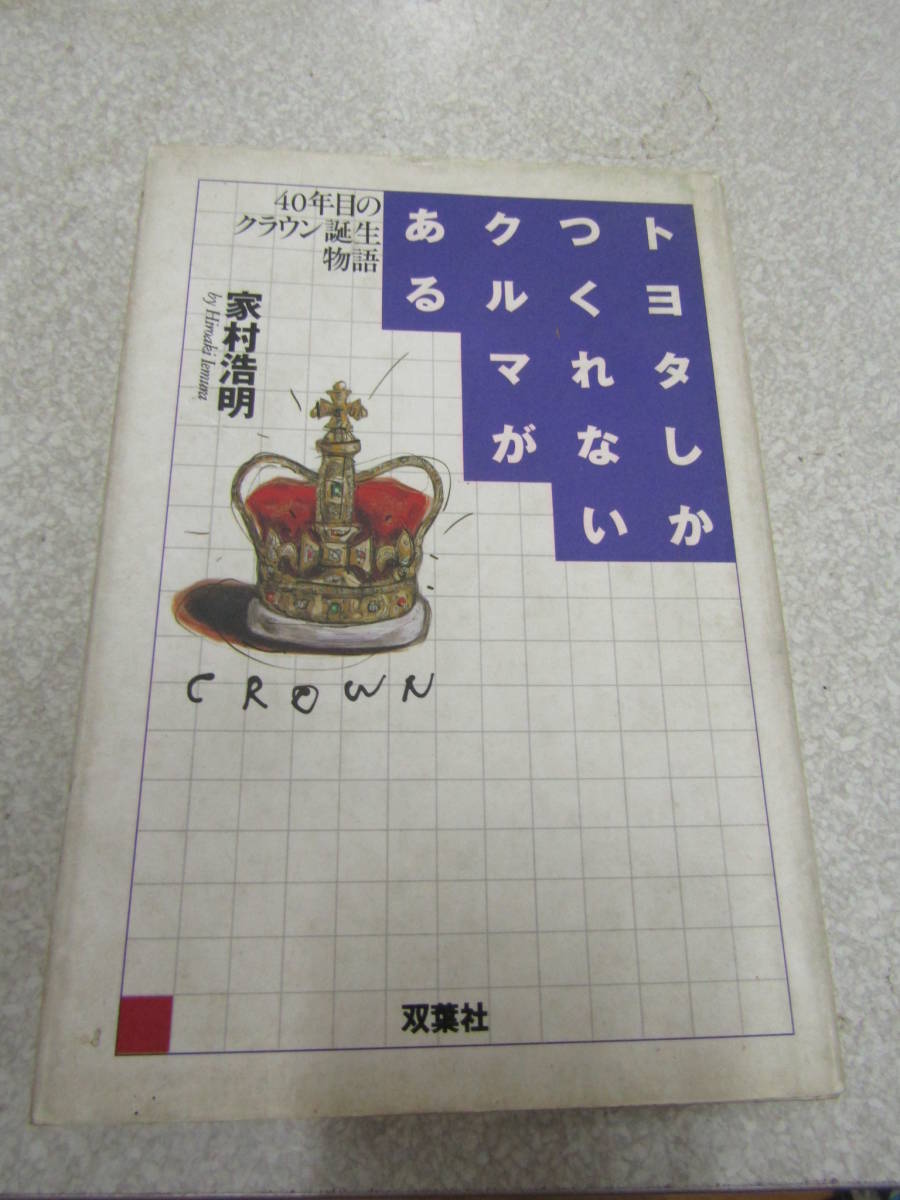 トヨタしか
つくれない
クルマが
ある
40年目の
クラウン誕生
物語
家村浩明
by Hiroaki Iemura
CROWN
双葉社